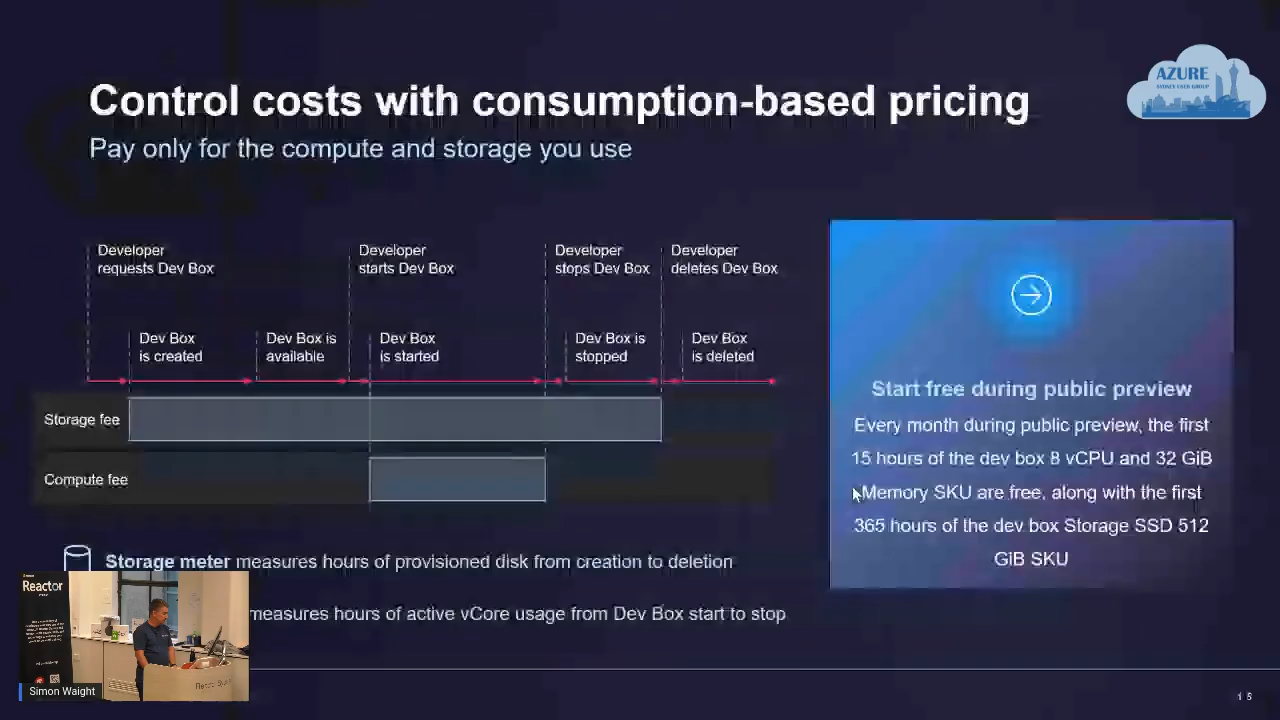 Control costs with consumption-based pricing
Pay only for the compute and storage you use
AZURE
SYDNEY USER GROUP
Developer
requests Dev Box
Developer
starts Dev Box
Developer
stops Dev Box
Developer
deletes Dev Box
Dev Box
is created
Dev Box is
available
Dev Box
is started
Dev Box is
stopped
Dev Box
is deleted
Storage fee
Compute fee
Storage meter measures hours of provisioned disk from creation to deletion
measures hours of active vCore usage from Dev Box start to stop
Start free during public preview
Every month during public preview, the first
15 hours of the dev box 8 vCPU and 32 GiB
Memory SKU are free, along with the first
365 hours of the dev box Storage SSD 512
GiB SKU
Reactor
Simon Waight
15